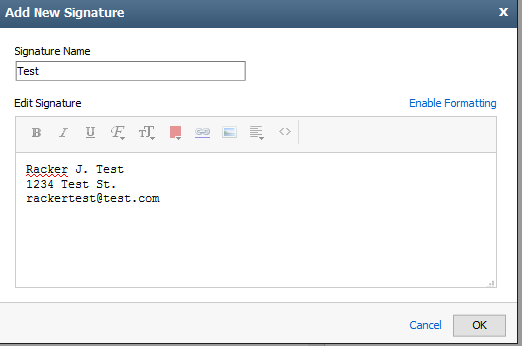 Add New Signature X
Signature Name
Test
Edit Signature Enable Formatting
B I U F TT <>
Racker J. Test
1234 Test St.
rackertest@test.com
Cancel OK